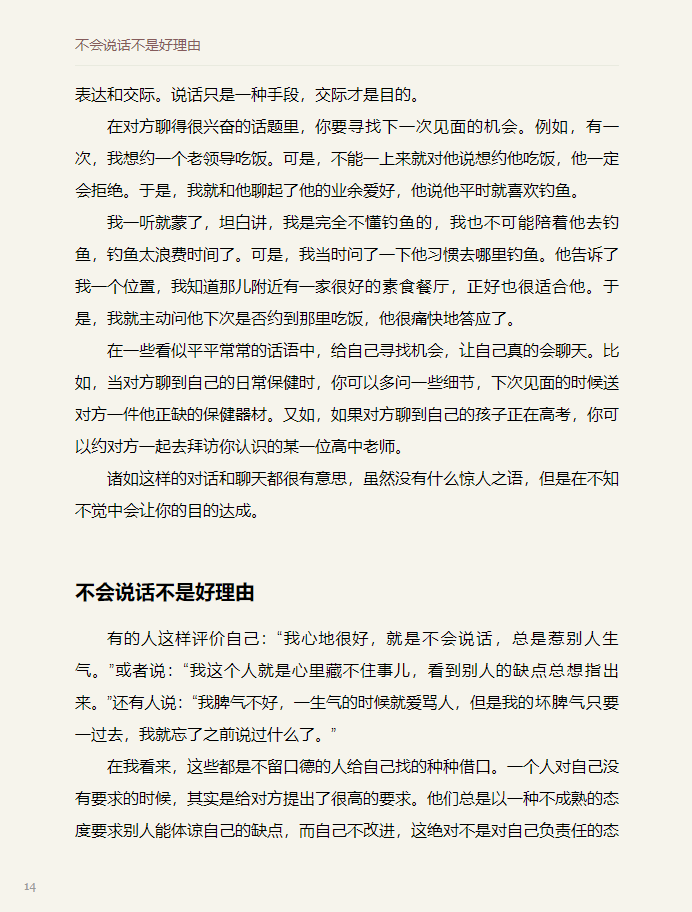 不会说话不是好理由
表达和交际。说话只是一种手段，交际才是目的。
在对方聊得很兴奋的话题里，你要寻找下一次见面的机会。例如，有一
次，我想约一个老领导吃饭。可是，不能一上来就对他说想约他吃饭，他一定
会拒绝。于是，我就和他聊起了他的业余爱好，他说他平时就喜欢钓鱼。
我一听就蒙了，坦白讲，我是完全不懂钓鱼的，我也不可能陪着他去钓
鱼，钓鱼太浪费时间了。可是，我当时问了一下他习惯去哪里钓鱼。他告诉了
我一个位置，我知道那儿附近有一家很好的素食餐厅，正好也很适合他。于
是，我就主动问他下次是否约到那里吃饭，他很痛快地答应了。
在一些看似平平常常的话语中，给自己寻找机会，让自己真的会聊天。比
如，当对方聊到自己的日常保健时，你可以多问一些细节，下次见面的时候送
对方一件他正缺的保健器材。又如，如果对方聊到自己的孩子正在高考，你可
以约对方一起去拜访你认识的某一位高中老师。
诸如这样的对话和聊天都很有意思，虽然没有什么惊人之语，但是在不知
不觉中会让你的目的达成。
不会说话不是好理由
有的人这样评价自己：“我心地很好，就是不会说话，总是惹别人生
气。”或者说：“我这个人就是心里藏不住事儿，看到别人的缺点总想指出
来。”还有人说：“我脾气不好，一生气的时候就爱骂人，但是我的坏脾气只要
一过去，我就忘了之前说过什么了。”
在我看来，这些都是不留口德的人给自己找的种种借口。一个人对自己没
有要求的时候，其实是给对方提出了很高的要求。他们总是以一种不成熟的态
度要求别人能体谅自己的缺点，而自己不改进，这绝对不是对自己负责任的态
14